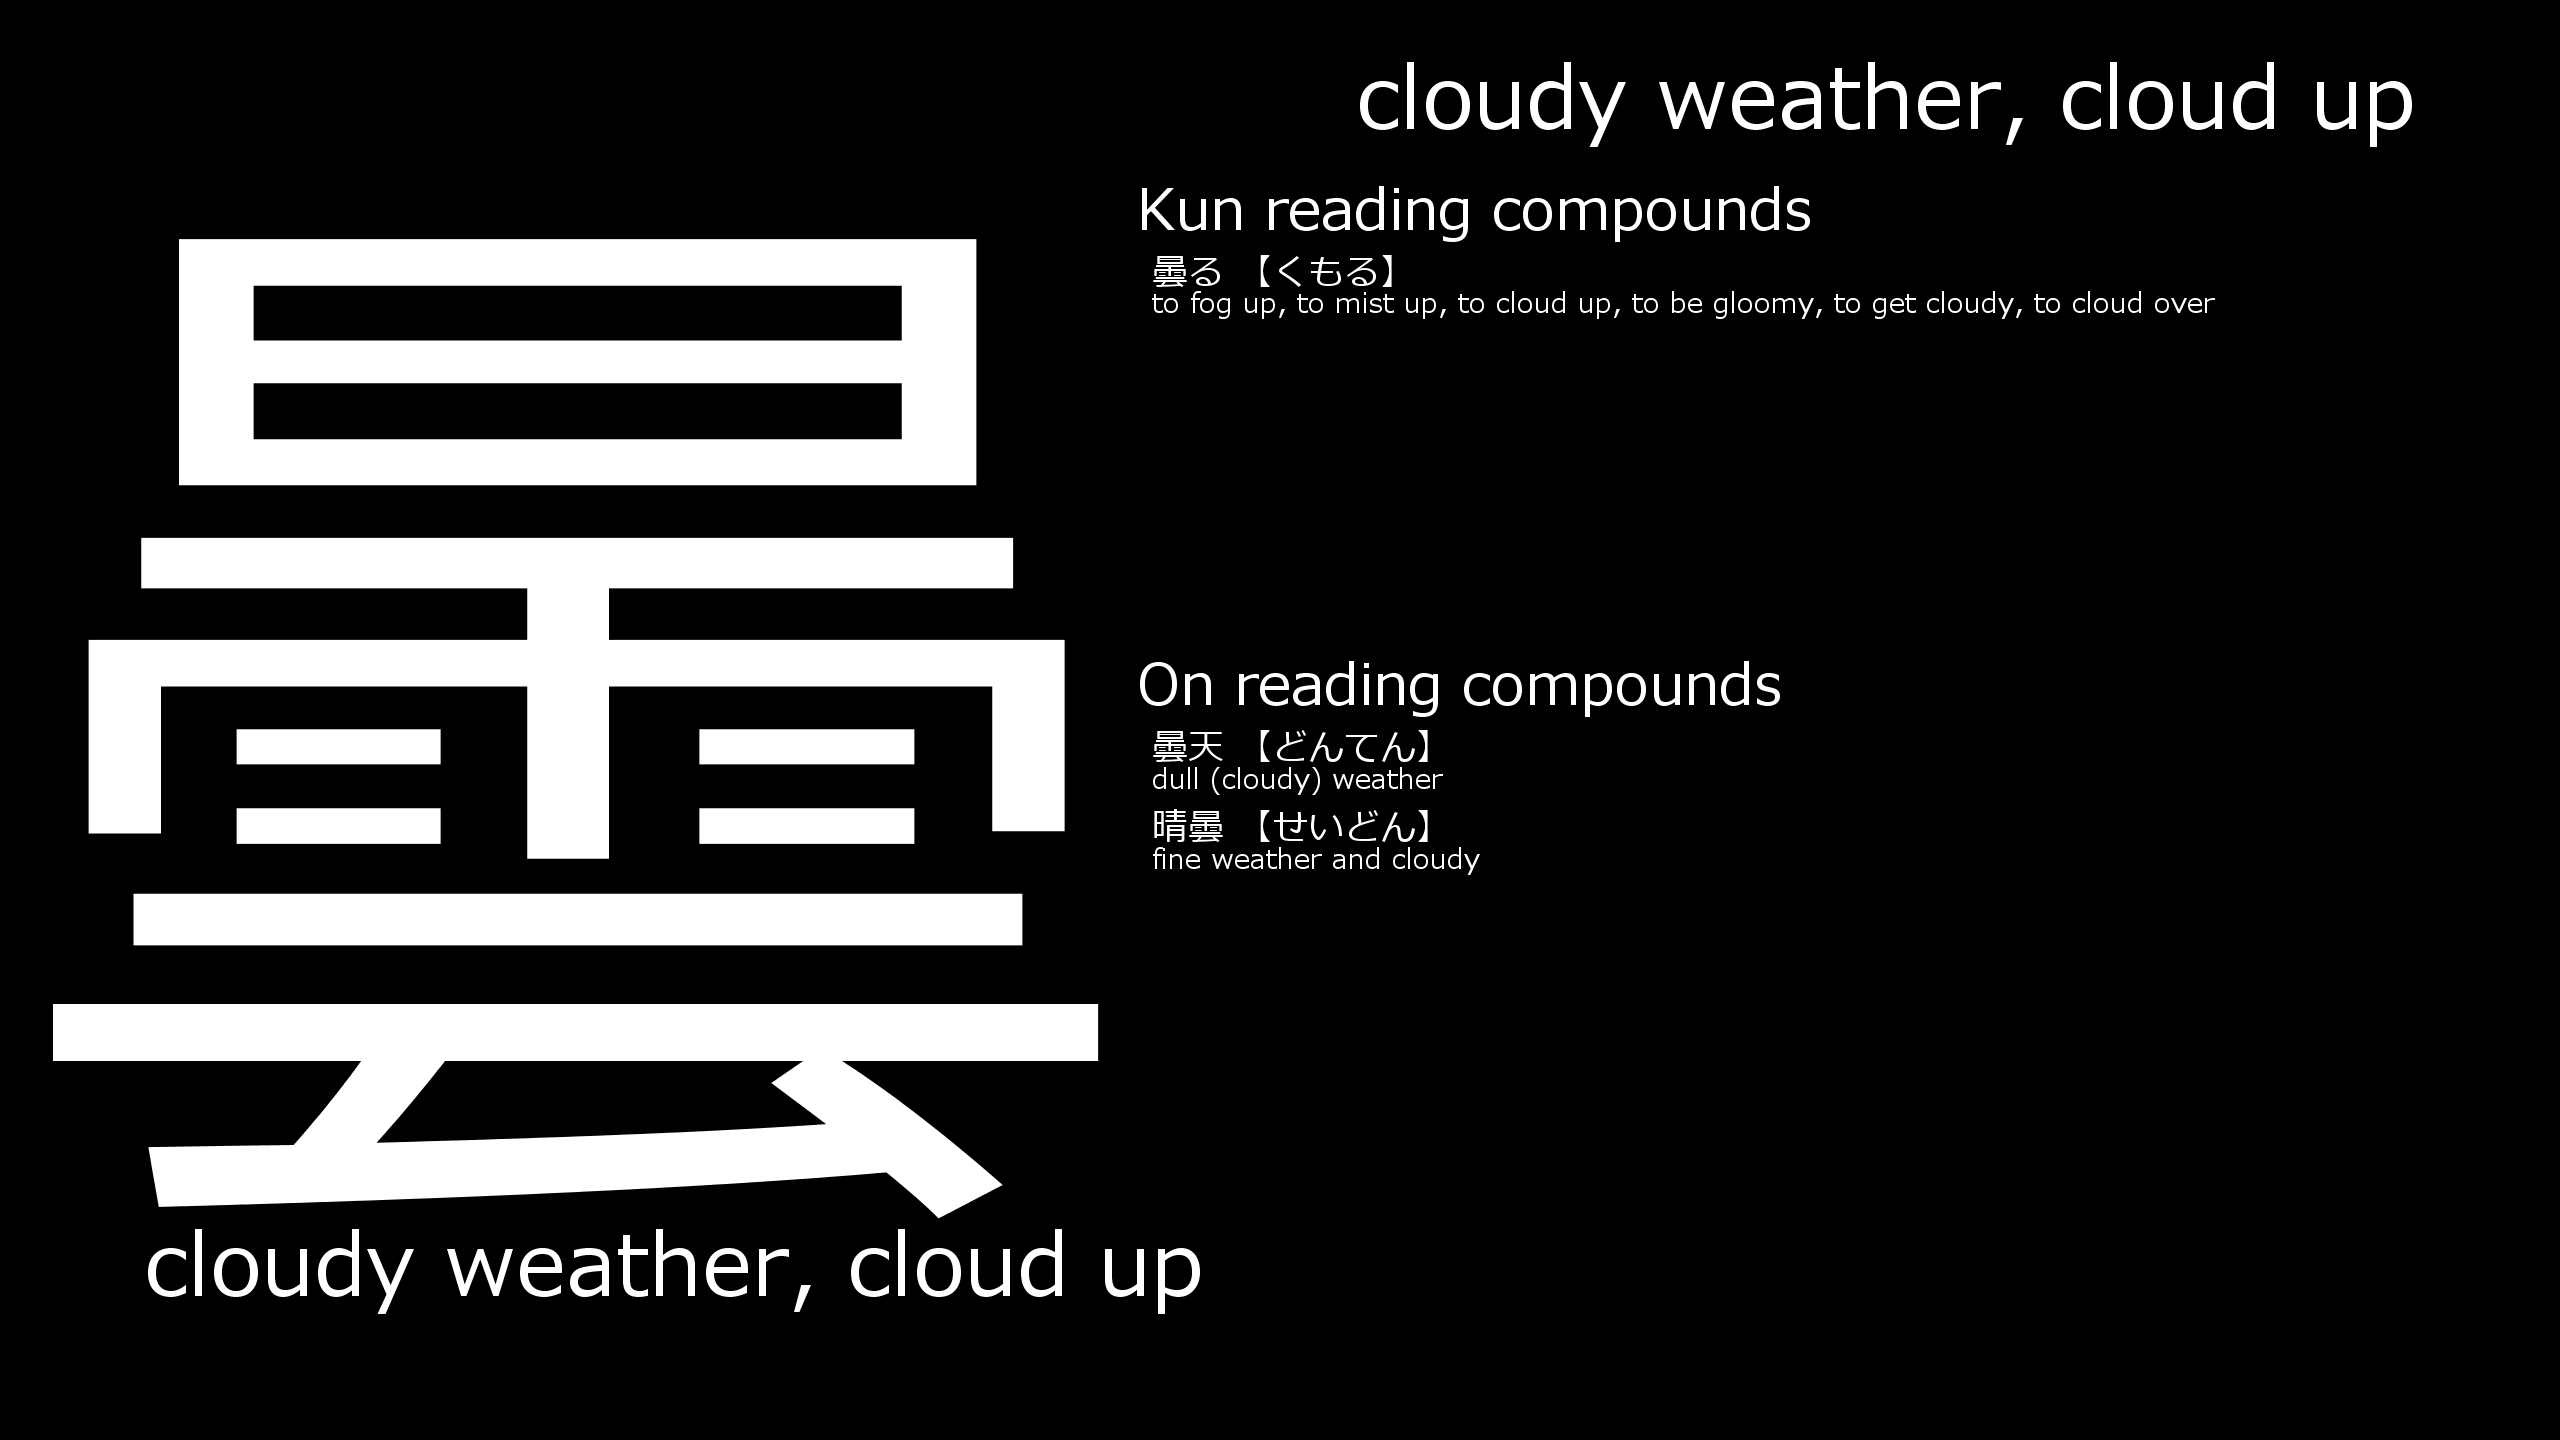 曇
cloudy weather, cloud up
cloudy weather, cloud up
Kun reading compounds
曇る 【くもる】
to fog up, to mist up, to cloud up, to be gloomy, to get cloudy, to cloud over
On reading compounds
曇天 【どんてん】
dull (cloudy) weather
晴曇 【せいどん】
fine weather and cloudy